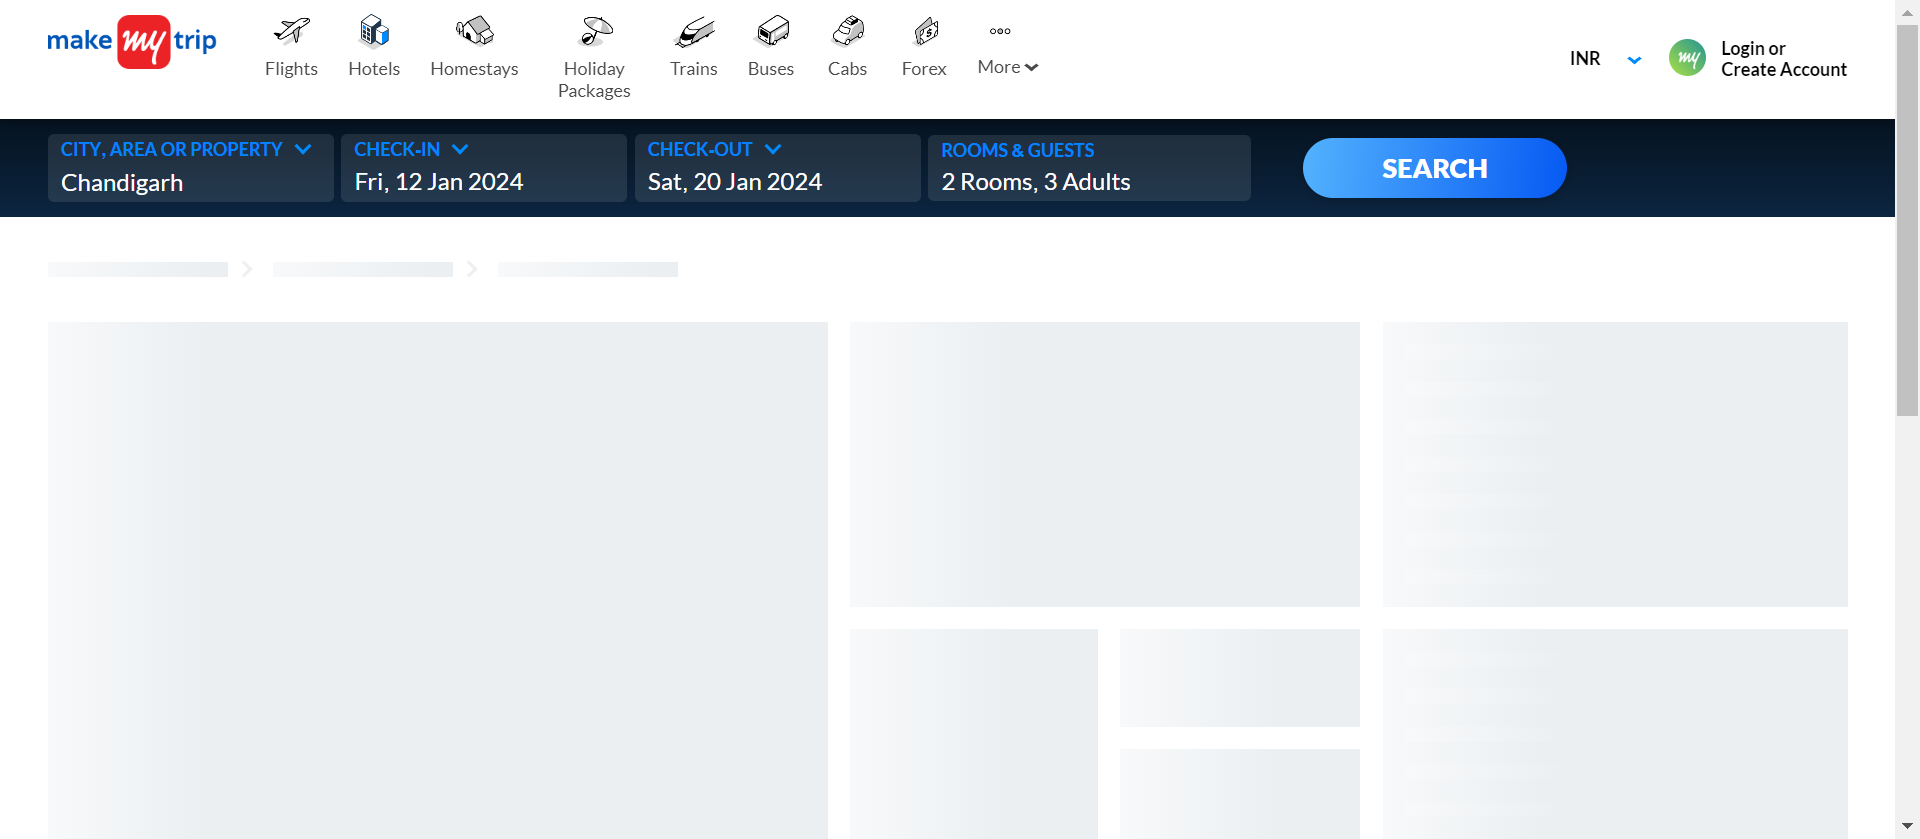 make my trip
Flights
Hotels
Homestays
Holiday
Packages
Trains
Buses
Cabs
Forex
More
INR
my
Login or
Create Account
CITY, AREA OR PROPERTY
Chandigarh
CHECK-IN
Fri, 12 Jan 2024
CHECK-OUT
Sat, 20 Jan 2024
ROOMS & GUESTS
2 Rooms, 3 Adults
SEARCH